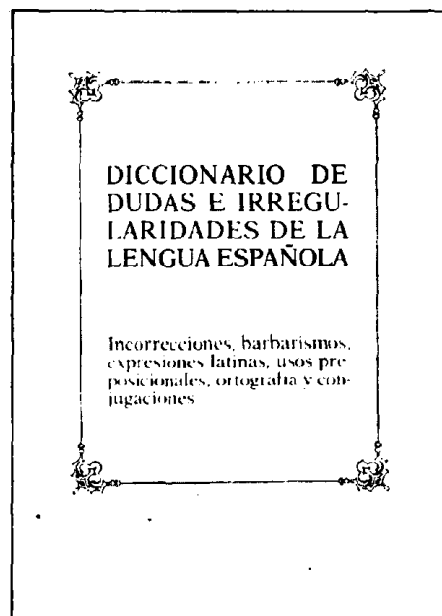 DICCIONARIO DE
DUDAS E IRREGU-
LARIDADES DE LA
LENGUA ESPAÑOLA
Incorrecciones, barbarismos,
expresiones latinas, usos pre
posicionales, ortografía y con-
jugaciones